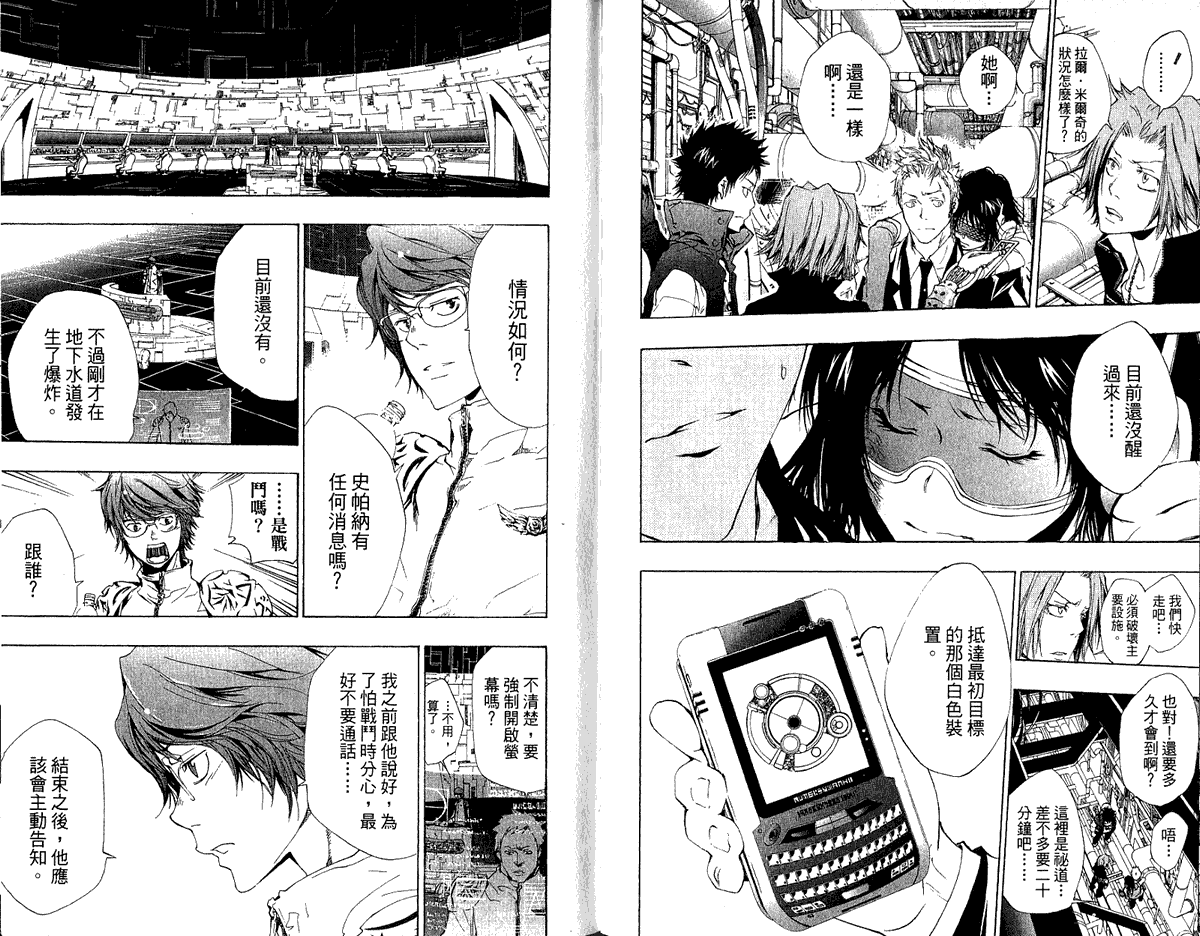 ！………
拉爾・米爾奇的
狀況怎麼樣了？
她啊…
還是一樣
啊……
目前還沒醒
過來……
我們快
走吧…
必須破壞主
要設施。
也對！還要多
久才會到啊？
唔…
這裡是祕道…
差不多要二十
分鐘吧……
抵達最初目標
的那個白色裝
置。
情況如何？
史帕納有
任何消息嗎？
目前還沒有。
不過剛才在
地下水道發
生了爆炸。
……是戰
鬥嗎？
跟誰？
不清楚，要
強制開啟螢
幕嗎？
…不用，
算了。
我之前跟他說好，為
了怕戰鬥時分心，最
好不要通話……
結束之後，他應
該會主動告知。